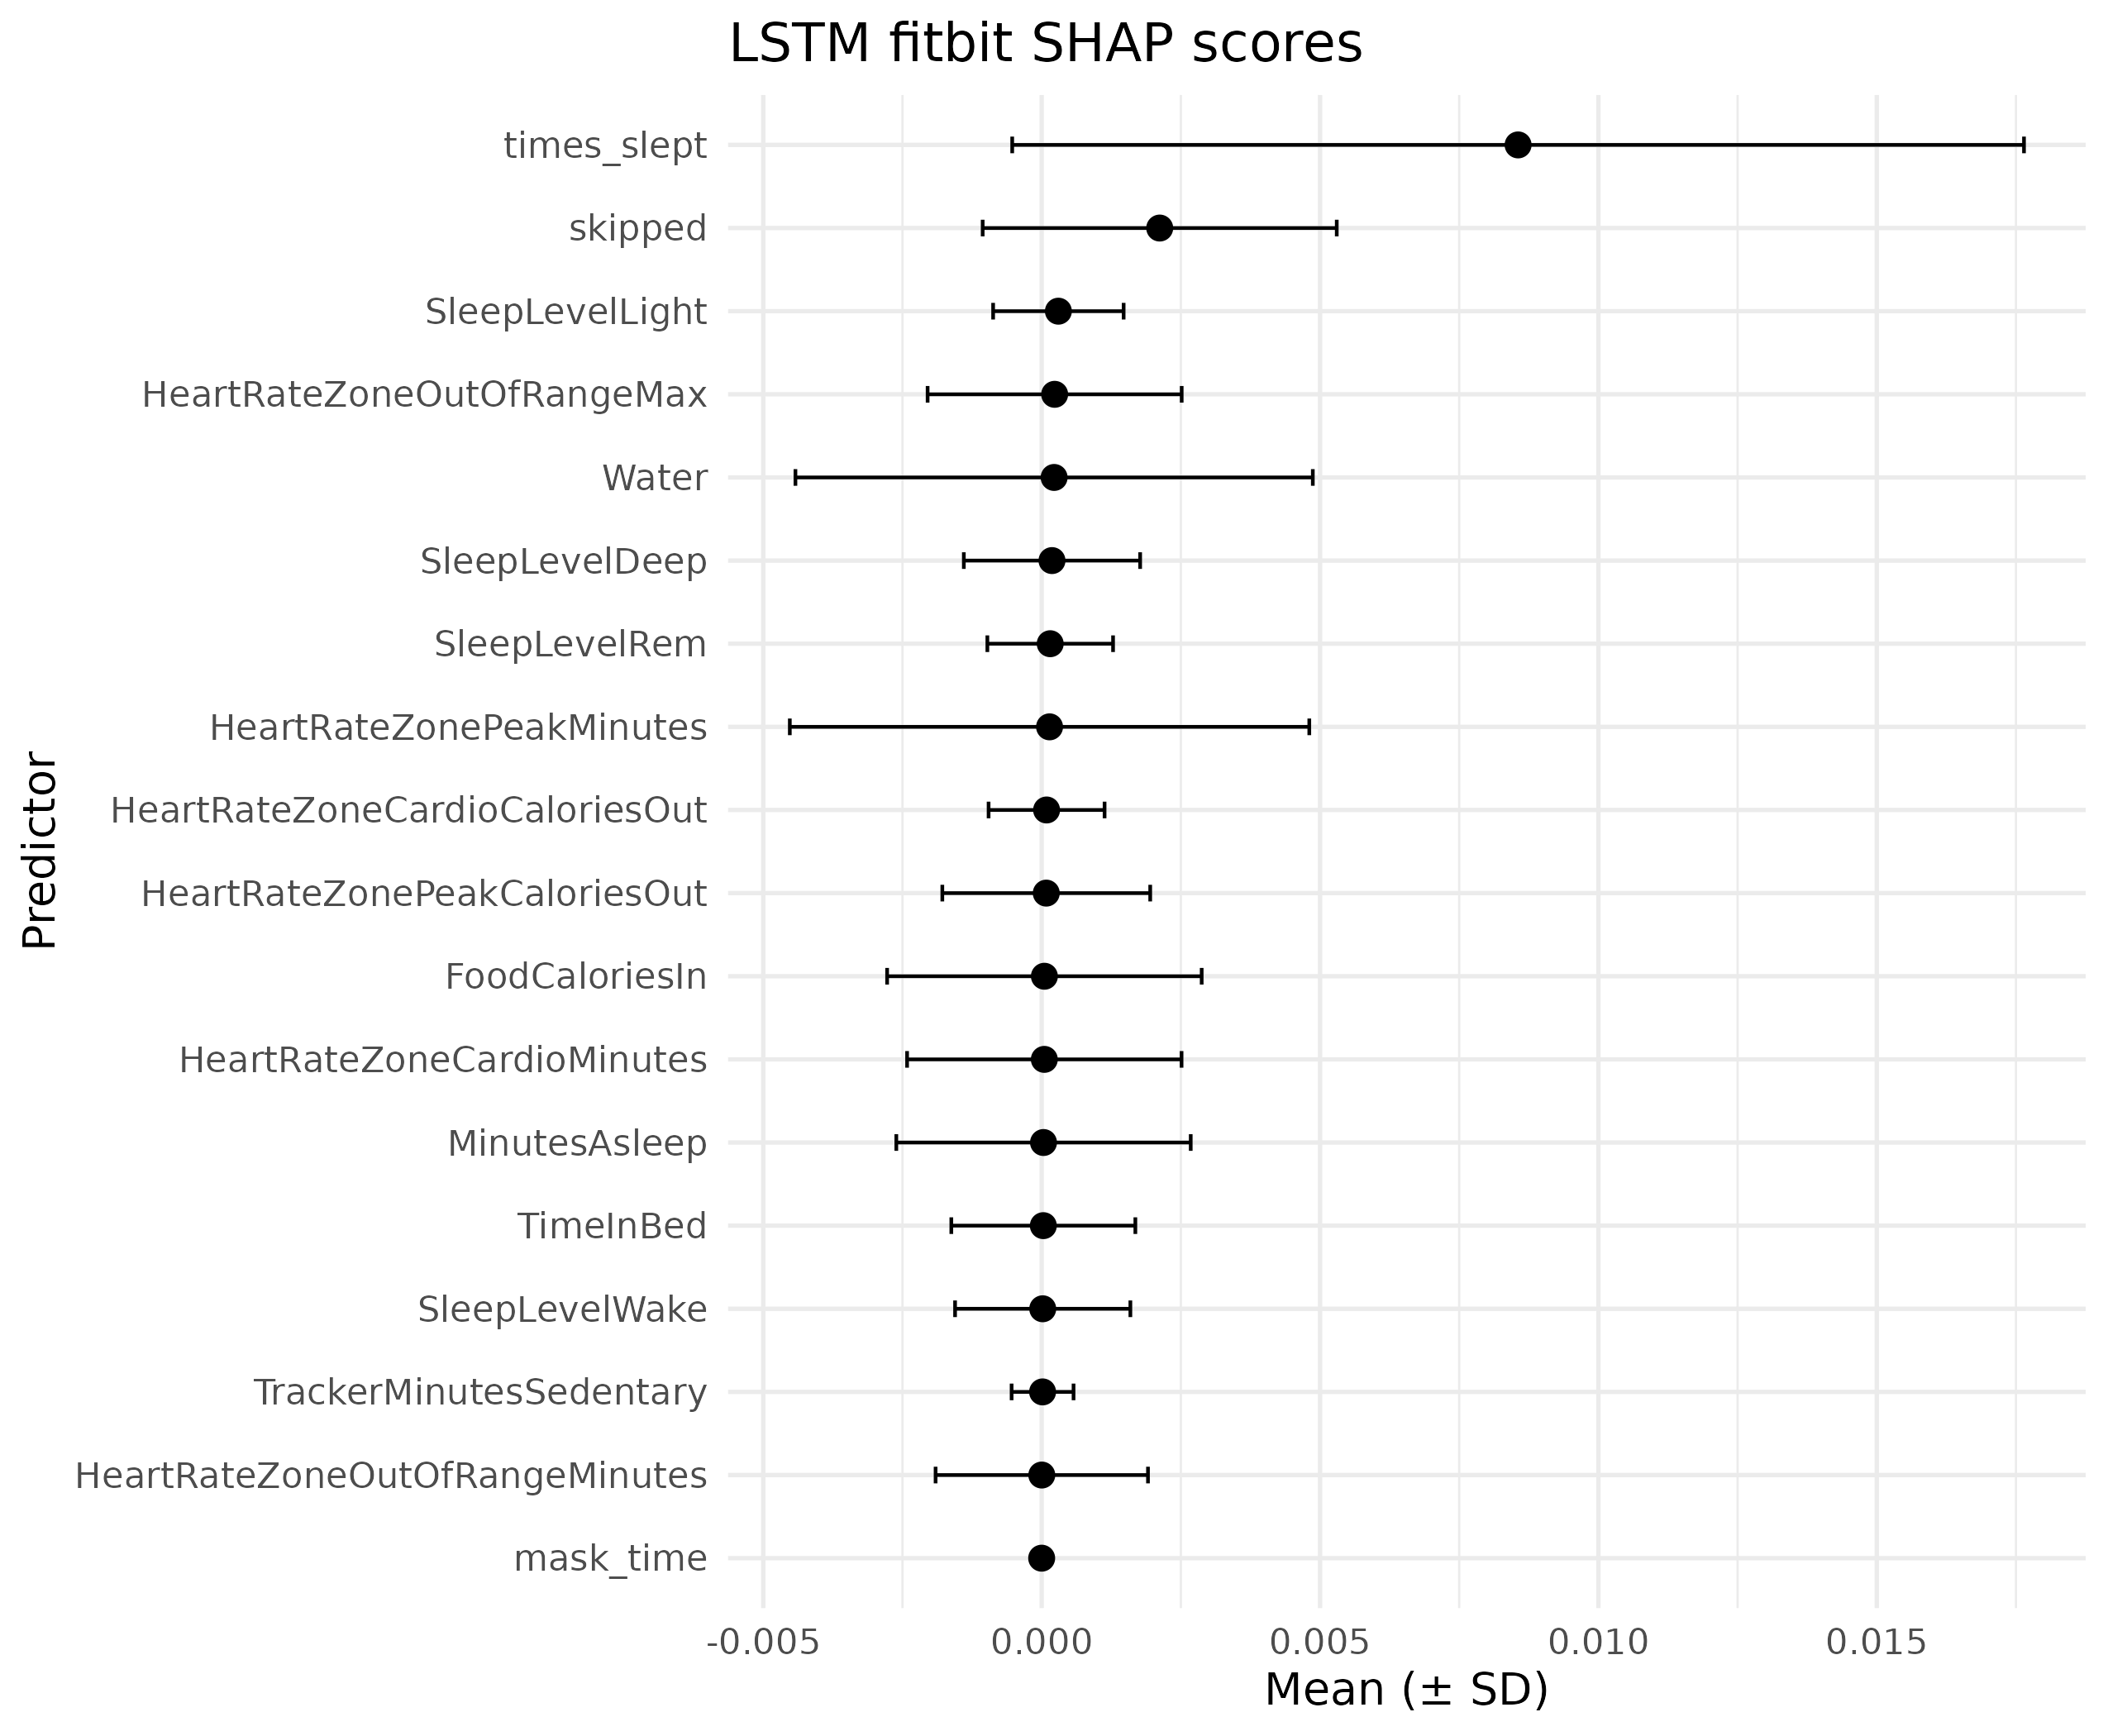 LSTM fitbit SHAP scores
times_slept
skipped
SleepLevelLight
HeartRateZoneOutOfRangeMax
Water
SleepLevelDeep
SleepLevelRem
HeartRateZonePeakMinutes
HeartRateZoneCardioCaloriesOut
HeartRateZonePeakCaloriesOut
FoodCaloriesIn
HeartRateZoneCardioMinutes
MinutesAsleep
TimeInBed
SleepLevelWake
TrackerMinutesSedentary
HeartRateZoneOutOfRangeMinutes
mask_time
Predictor
-0.005 0.000 0.005 0.010 0.015
Mean (± SD)